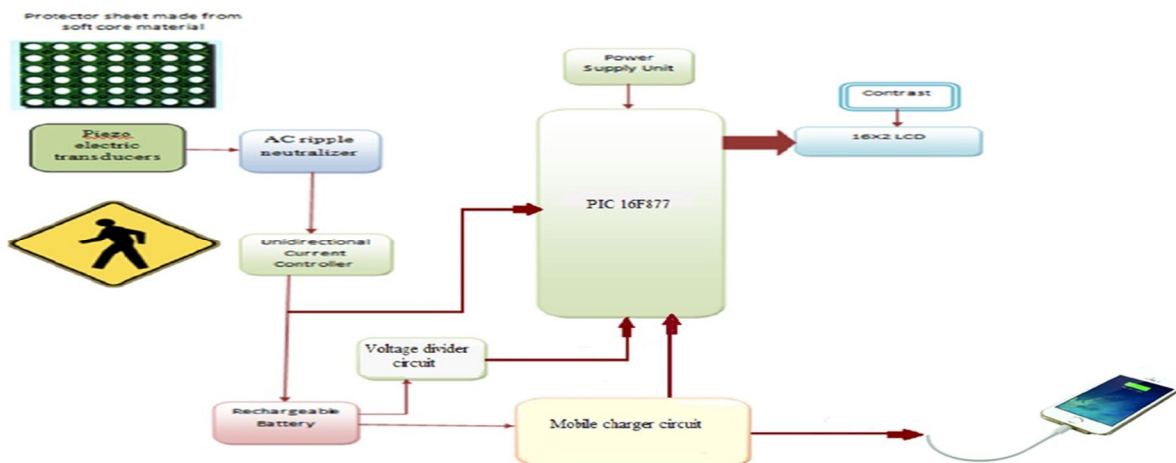 Protector sheet made from
soft core material
Piezo
electric
transducers
AC ripple
neutralizer
Unidirectional
Current
Controller
Rechargeable
Battery
Voltage divider
circuit
Mobile charger circuit
Power
Supply Unit
PIC 16F877
Contrast
16X2 LCD